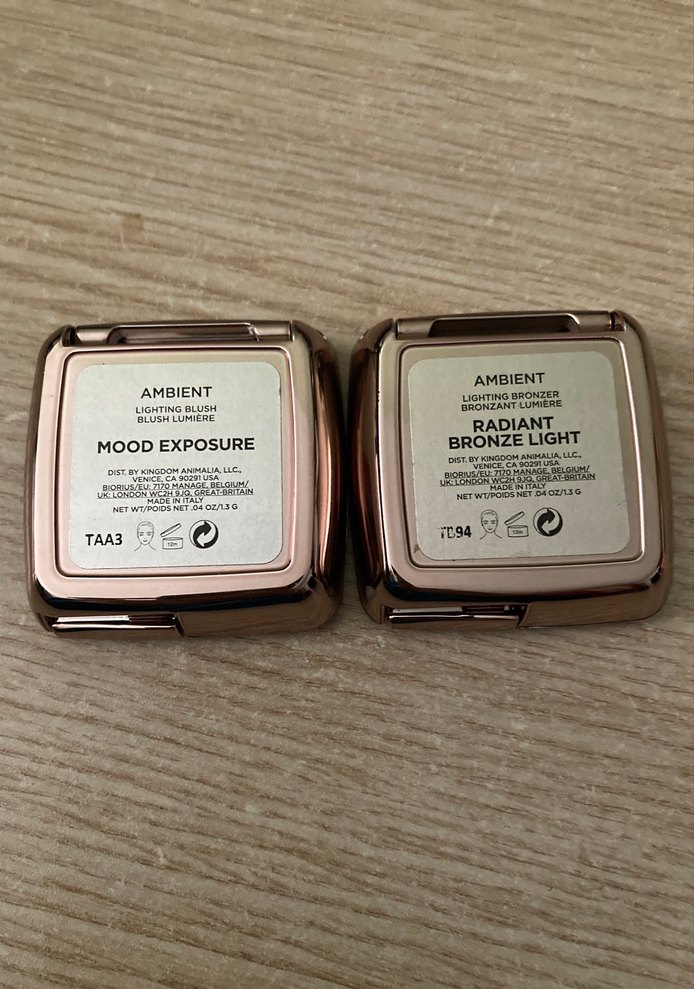 AMBIENT
LIGHTING BLUSH
BLUSH LUMIÈRE
MOOD EXPOSURE
DIST. BY KINGDOM ANIMALIA, LLC.,
VENICE, CA 90291 USA
BIORIUS/EU: 7170 MANAGE, BELGIUM/
UK: LONDON WC2H 9JQ, GREAT-BRITAIN
MADE IN ITALY
NET WT/POIDS NET .04 OZ/1.3 G
TAA3
12m
AMBIENT
LIGHTING BRONZER
BRONZANT LUMIÈRE
RADIANT
BRONZE LIGHT
DIST. BY KINGDOM ANIMALIA, LLC.,
VENICE, CA 90291 USA
BIORIUS/EU: 7170 MANAGE, BELGIUM/
UK: LONDON WC2H 9JQ, GREAT-BRITAIN
MADE IN ITALY
NET WT/POIDS NET .04 OZ/1.3 G
TB94
12m